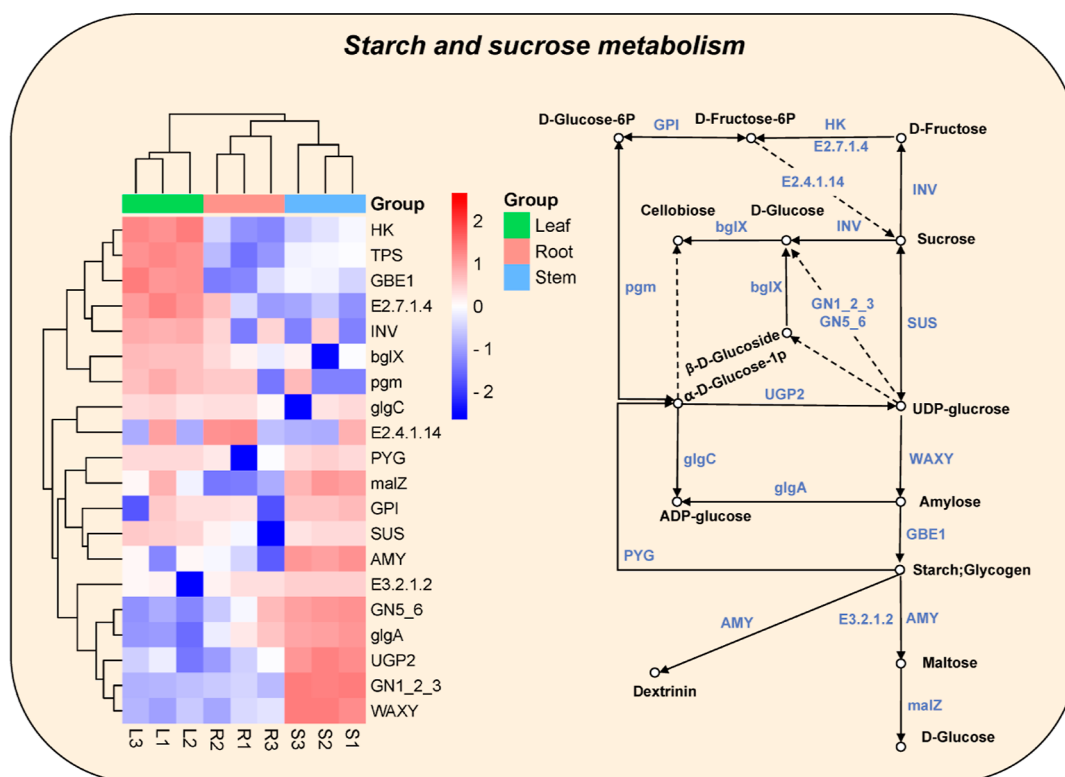 Starch and sucrose metabolism
Group
Leaf
Root
Stem
Group
2
1
0
- 1
- 2
HK
TPS
GBE1
E2.7.1.4
INV
bglX
pgm
glgC
E2.4.1.14
PYG
malZ
GPI
SUS
AMY
E3.2.1.2
GN5_6
glgA
UGP2
GN1_2_3
WAXY
L3 L1 L2 R2 R1 R3 S3 S2 S1
D-Glucose-6P GPI D-Fructose-6P HK D-Fructose
E2.7.1.4
E2.4.1.14 INV
Cellobiose D-Glucose
bglX INV Sucrose
pgm bglX GN1_2_3
GN5_6 SUS
β-D-Glucoside
α-D-Glucose-1p
UGP2 UDP-glucrose
glgC WAXY
glgA Amylose
ADP-glucose
GBE1
PYG Starch;Glycogen
AMY E3.2.1.2 AMY
Maltose
Dextrinin
malZ
D-Glucose